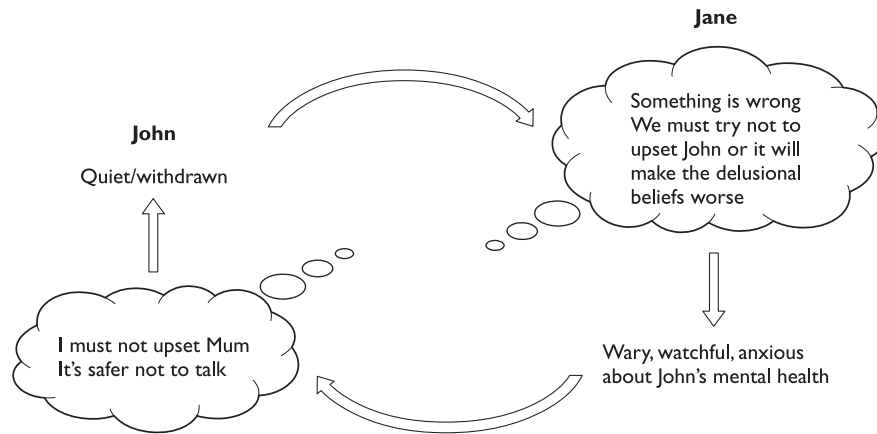 Jane
Something is wrong
We must try not to
upset John or it will
make the delusional
beliefs worse
John
Quiet/withdrawn
I must not upset Mum
It's safer not to talk
Wary, watchful, anxious
about John's mental health